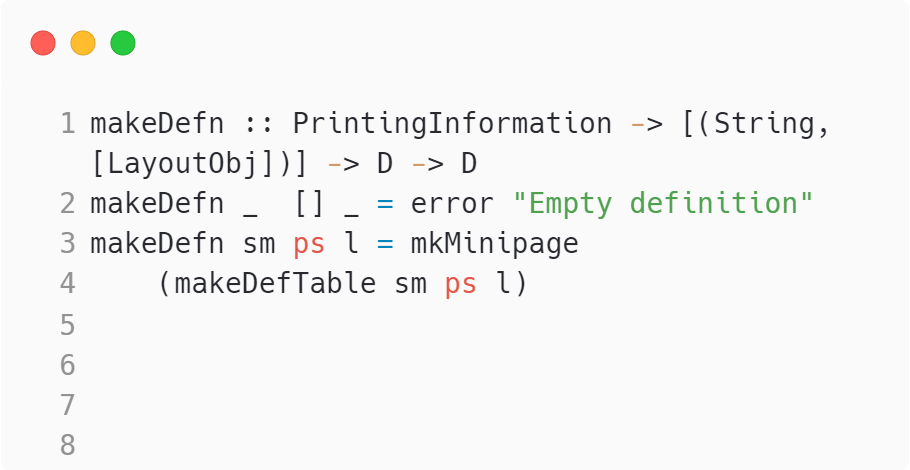 1 makeDefn :: PrintingInformation -> [(String,
[LayoutObj])] -> D -> D
2 makeDefn _  [] _ = error "Empty definition"
3 makeDefn sm ps l = mkMinipage
4     (makeDefTable sm ps l)
5
6
7
8